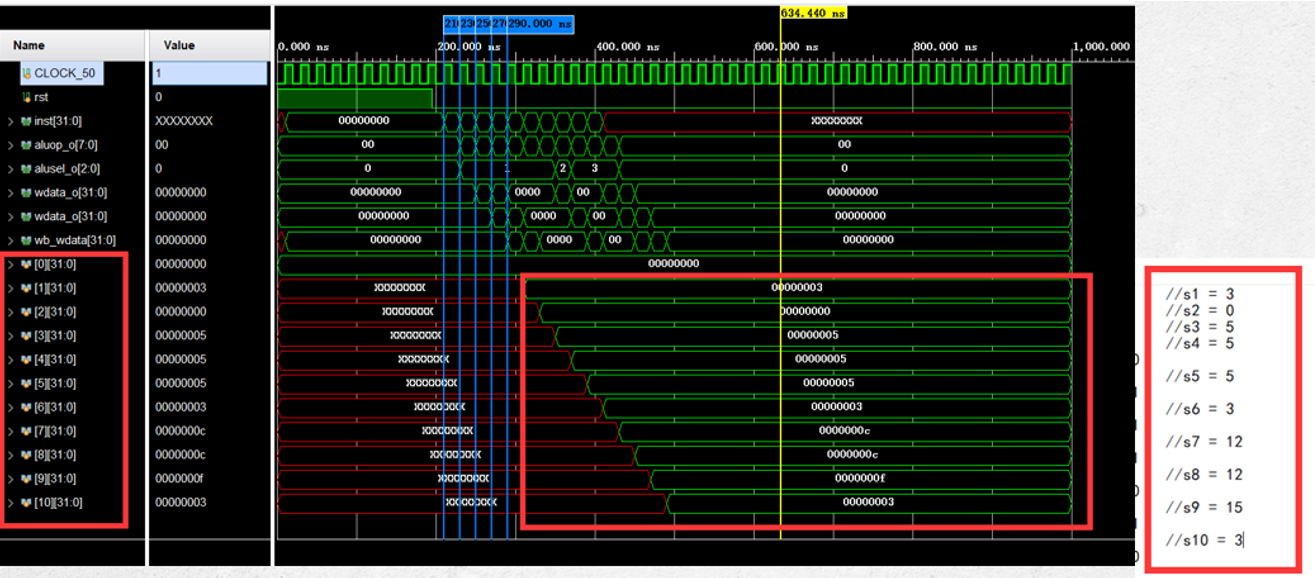 634.440 ns
290.000 ns
Name Value
0.000 ns 200.000 ns 400.000 ns 600.000 ns 800.000 ns 1,000.000
CLOCK_50 1
rst 0
inst[31:0] XXXXXXXX 00000000 XXXXXXXX
aluop_o[7:0] 00 00 00
alusel_o[2:0] 0 0 1 2 3 0
wdata_o[31:0] 00000000 00000000 0000 00 00000000
wdata_o[31:0] 00000000 00000000 0000 00 00000000
wb_wdata[31:0] 00000000 00000000 0000 00 00000000
[0][31:0] 00000000 00000000
[1][31:0] 00000003 XXXXXXXX 00000003
[2][31:0] 00000000 XXXXXXXX 00000000
[3][31:0] 00000005 XXXXXXXX 00000005
[4][31:0] 00000005 XXXXXXXX 00000005
[5][31:0] 00000005 XXXXXXXX 00000005
[6][31:0] 00000003 XXXXXXXX 00000003
[7][31:0] 0000000c XXXXXXXX 0000000c
[8][31:0] 0000000c XXXXXXXX 0000000c
[9][31:0] 0000000f XXXXXXXX 0000000f
[10][31:0] 00000003 XXXXXXXX 00000003
//s1 = 3
//s2 = 0
//s3 = 5
//s4 = 5
//s5 = 5
//s6 = 3
//s7 = 12
//s8 = 12
//s9 = 15
//s10 = 3